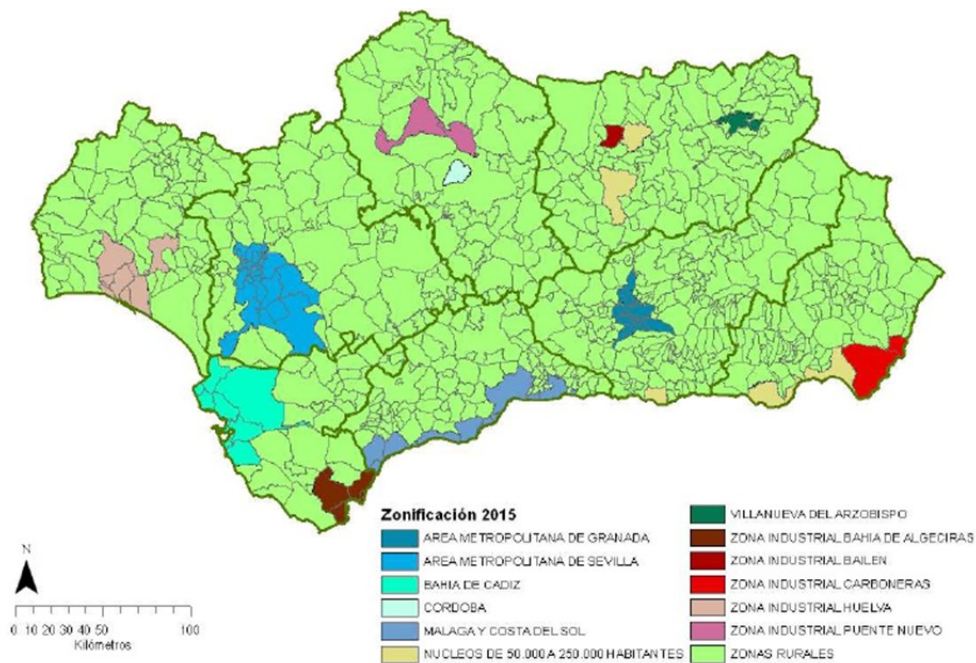 Zonificación 2015
AREA METROPOLITANA DE GRANADA
AREA METROPOLITANA DE SEVILLA
BAHIA DE CADIZ
CORDOBA
MALAGA Y COSTA DEL SOL
NUCLEOS DE 50.000 A 250.000 HABITANTES
VILLANUEVA DEL ARZOBISPO
ZONA INDUSTRIAL BAHIA DE ALGECIRAS
ZONA INDUSTRIAL BAILEN
ZONA INDUSTRIAL CARBONERAS
ZONA INDUSTRIAL HUELVA
ZONA INDUSTRIAL PUENTE NUEVO
ZONAS RURALES
N
0 10 20 30 40 50 100
Kilómetros